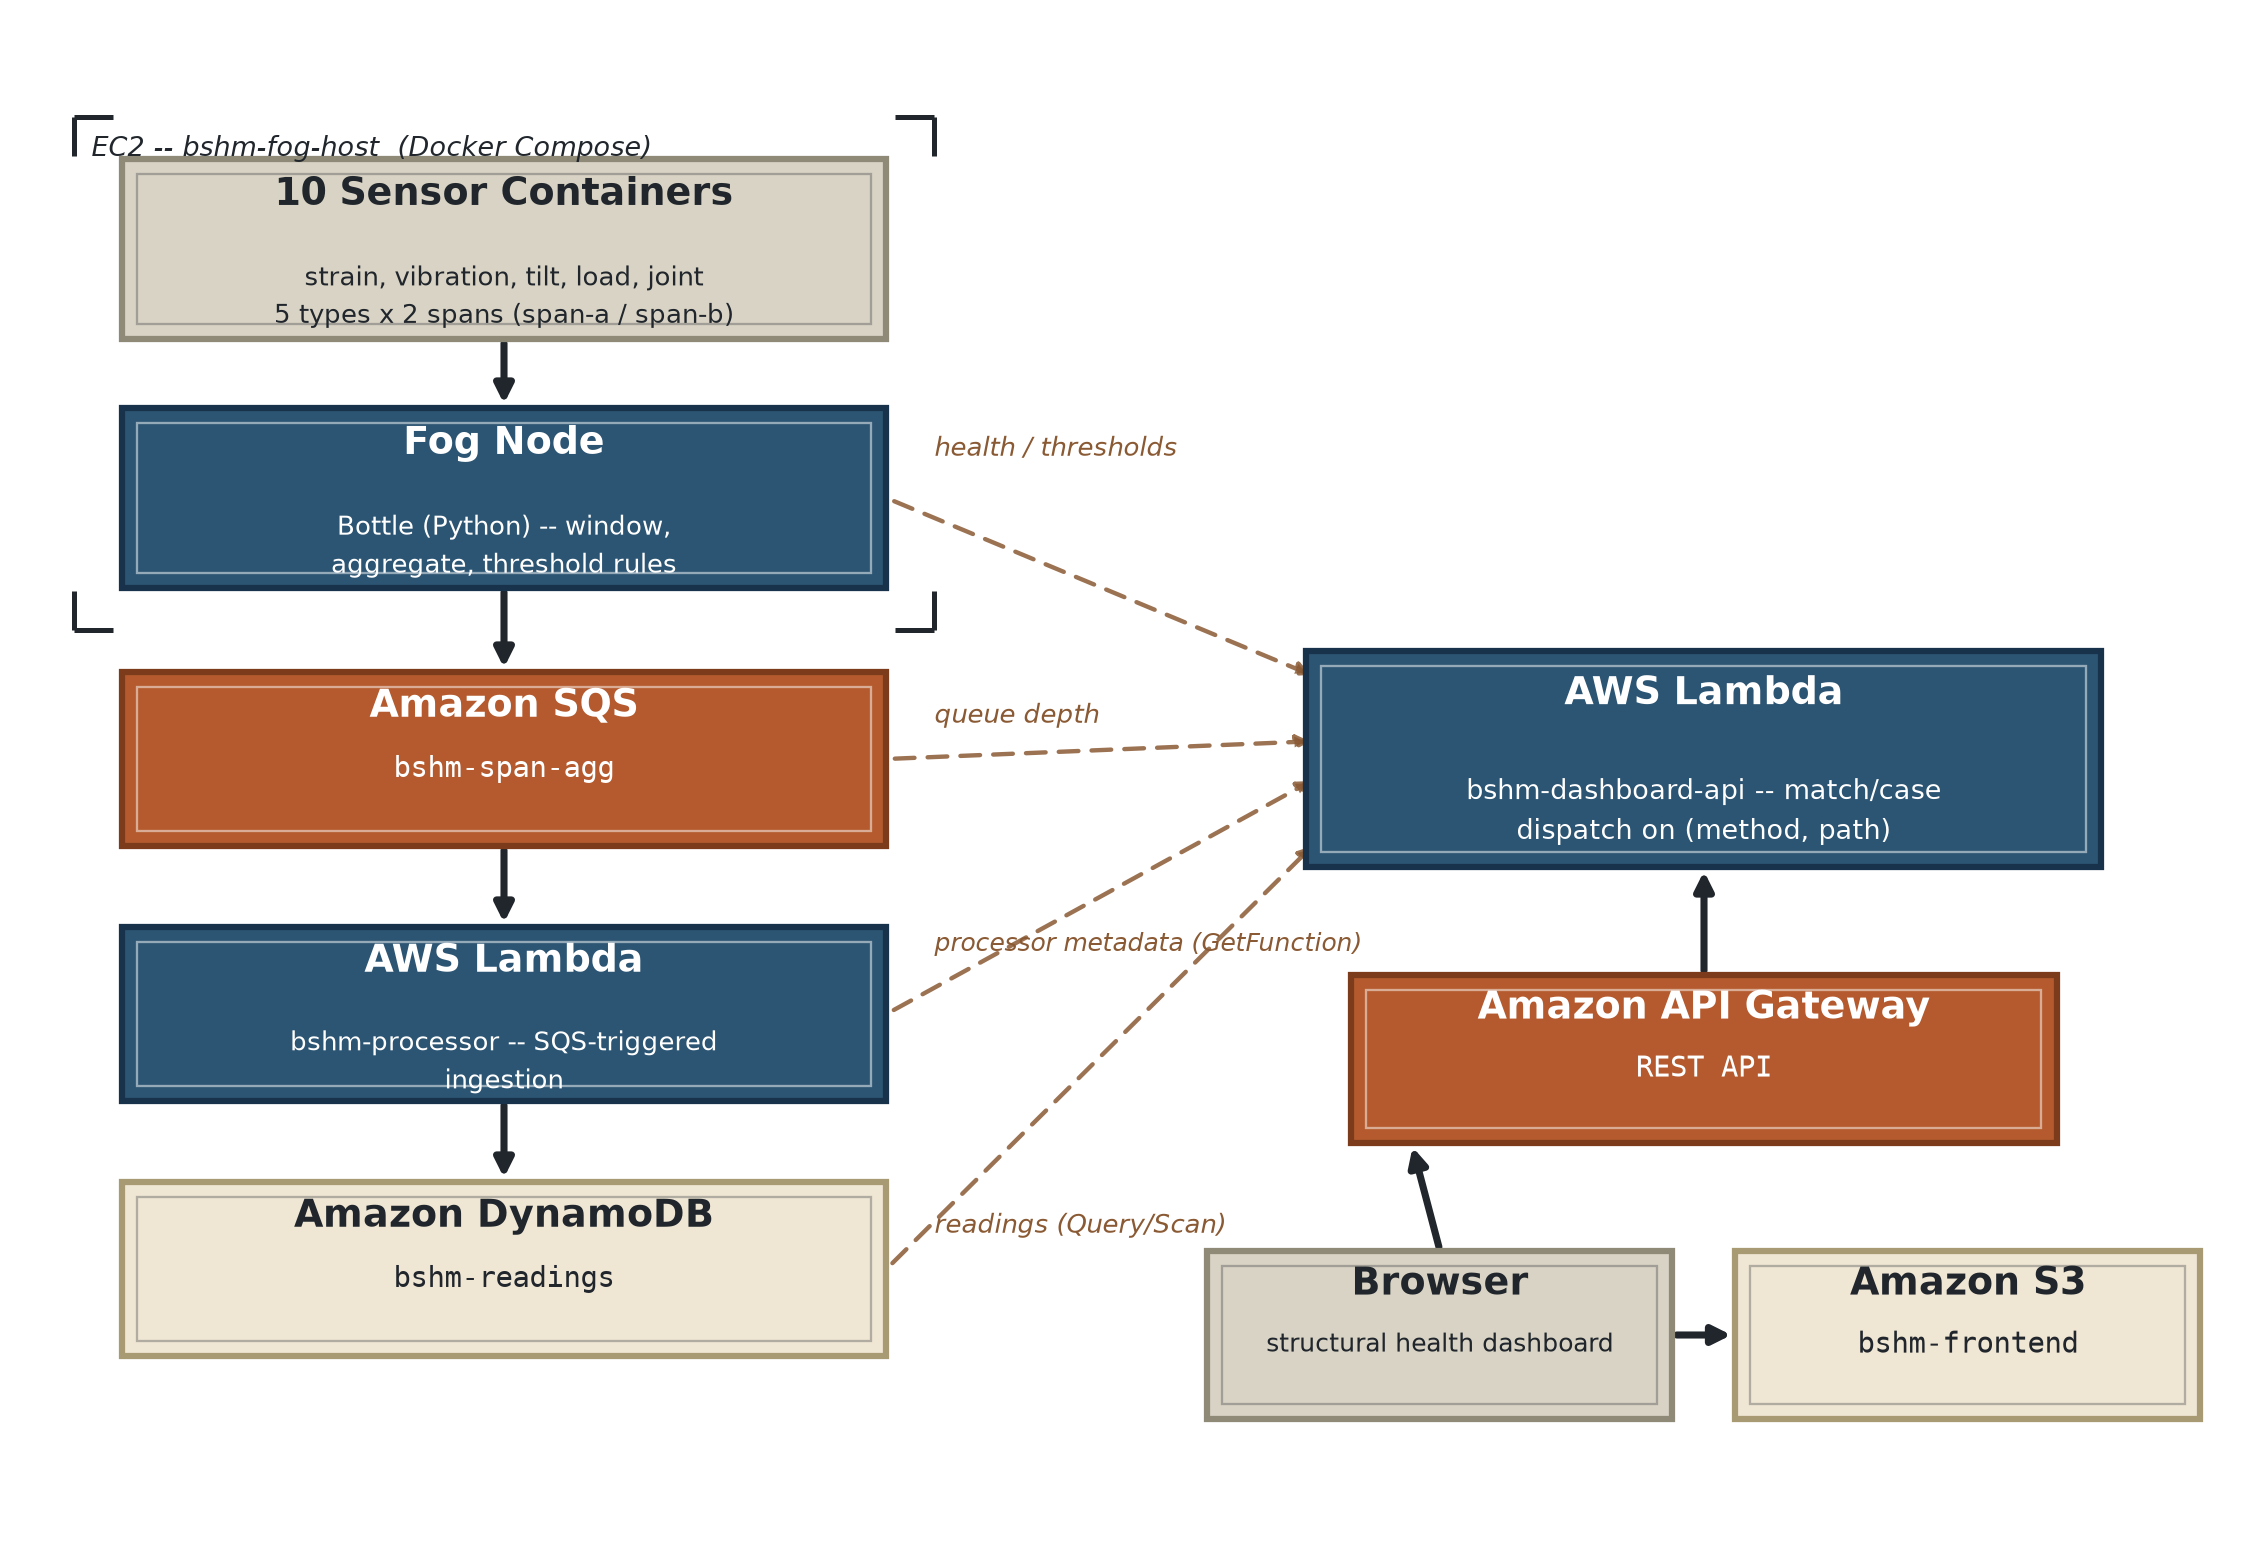 EC2 -- bshm-fog-host  (Docker Compose)
10 Sensor Containers
strain, vibration, tilt, load, joint
5 types x 2 spans (span-a / span-b)
Fog Node
Bottle (Python) -- window,
aggregate, threshold rules
health / thresholds
Amazon SQS
bshm-span-agg
queue depth
AWS Lambda
bshm-processor -- SQS-triggered
ingestion
processor metadata (GetFunction)
Amazon DynamoDB
bshm-readings
readings (Query/Scan)
AWS Lambda
bshm-dashboard-api -- match/case
dispatch on (method, path)
Amazon API Gateway
REST API
Browser
structural health dashboard
Amazon S3
bshm-frontend